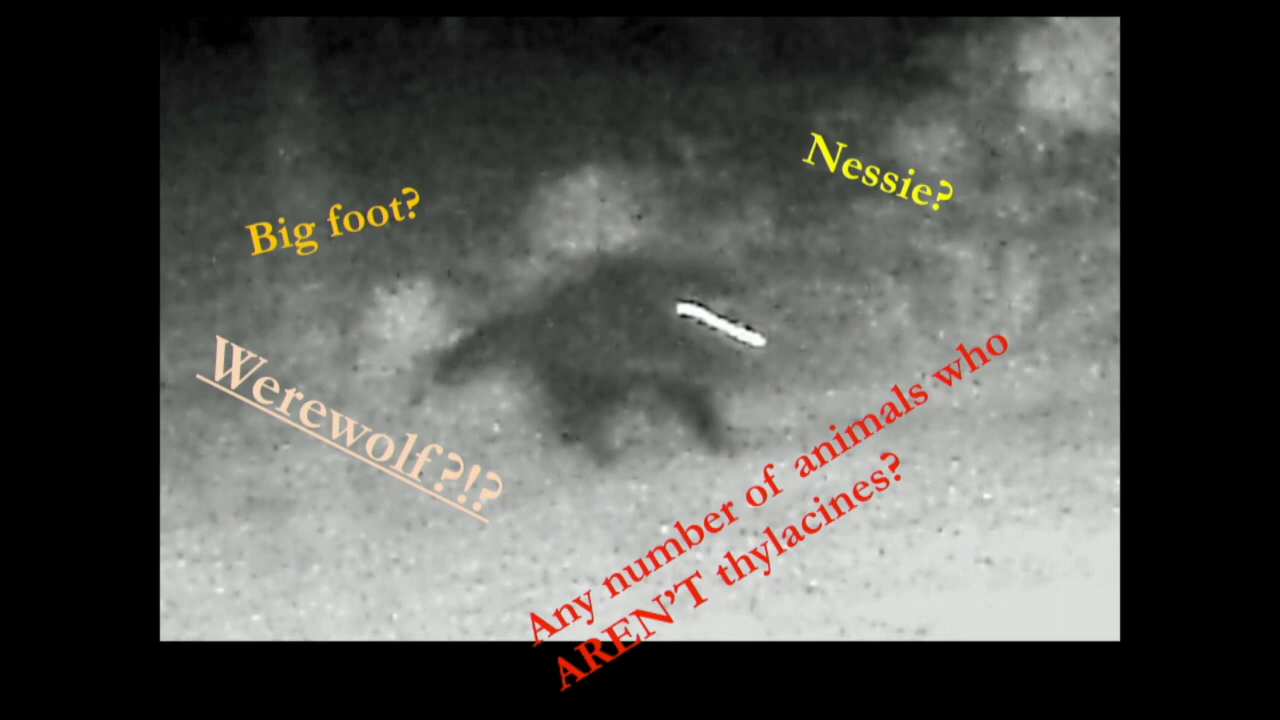 Nessie?
Big foot?
Werewolf?!?
Any number of animals who
AREN'T thylacines?